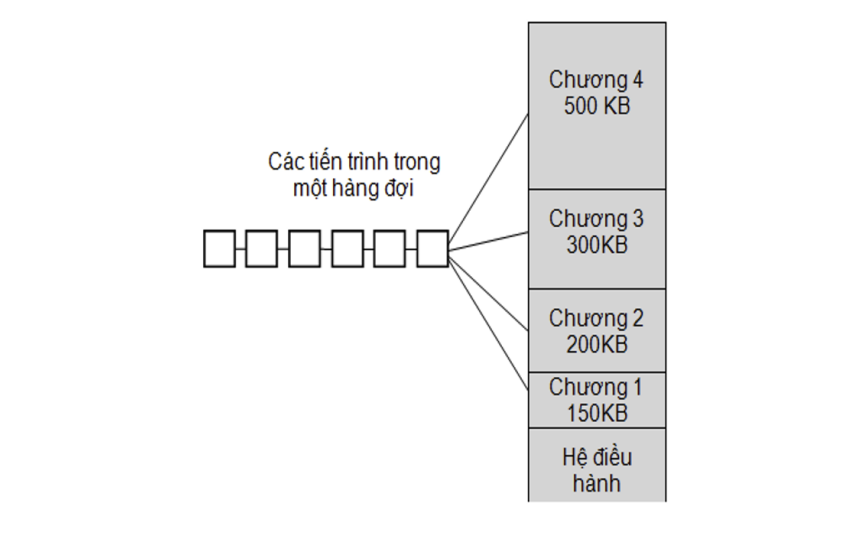 Chương 4
500 KB
Các tiến trình trong
một hàng đợi
Chương 3
300KB
Chương 2
200KB
Chương 1
150KB
Hệ điều
hành